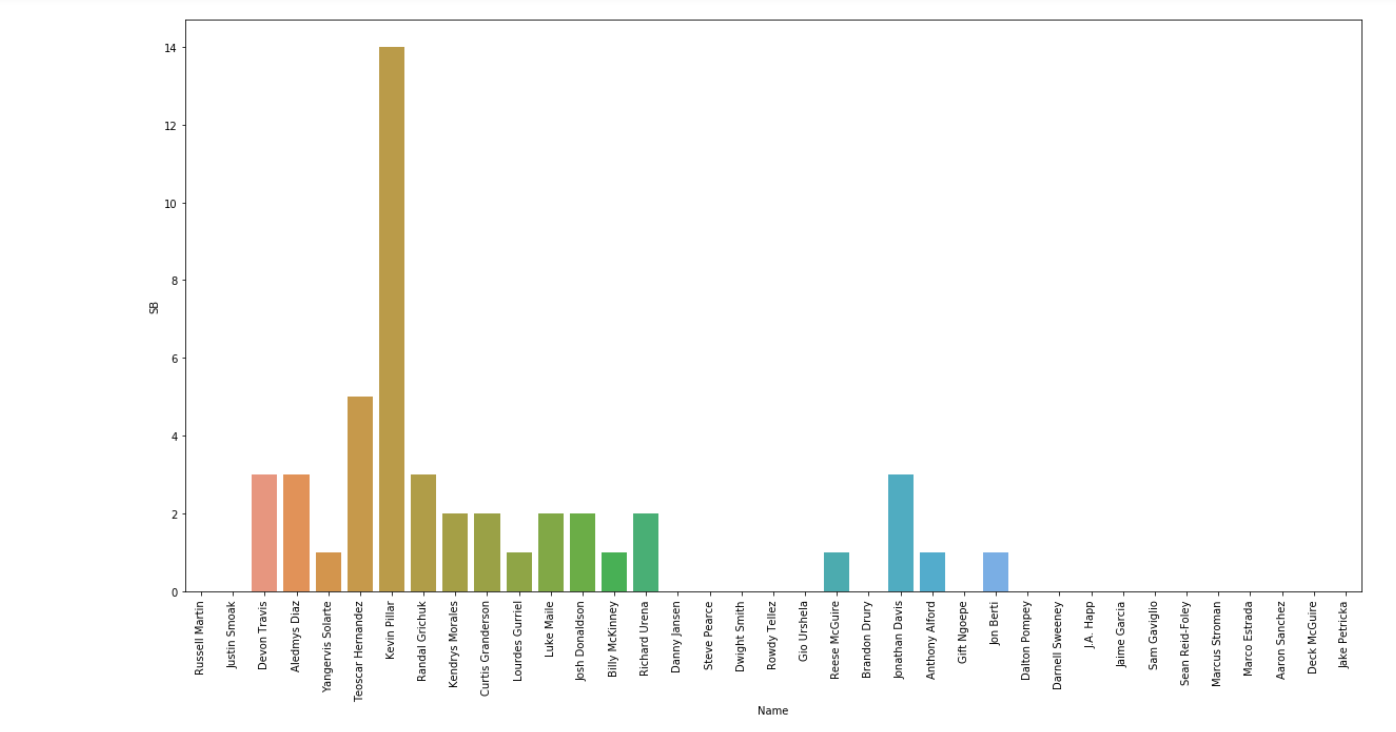 14
12
10
8
6
4
2
0
SB
Russell Martin
Justin Smoak
Devon Travis
Aledmys Diaz
Yangervis Solarte
Teoscar Hernandez
Kevin Pillar
Randal Grichuk
Kendrys Morales
Curtis Granderson
Lourdes Gurriel
Luke Maile
Josh Donaldson
Billy McKinney
Richard Urena
Danny Jansen
Steve Pearce
Dwight Smith
Rowdy Tellez
Gio Urshela
Reese McGuire
Brandon Drury
Jonathan Davis
Anthony Alford
Gift Ngoepe
Jon Berti
Dalton Pompey
Darnell Sweeney
J.A. Happ
Jaime Garcia
Sam Gaviglio
Sean Reid-Foley
Marcus Stroman
Marco Estrada
Aaron Sanchez
Deck McGuire
Jake Petricka
Name